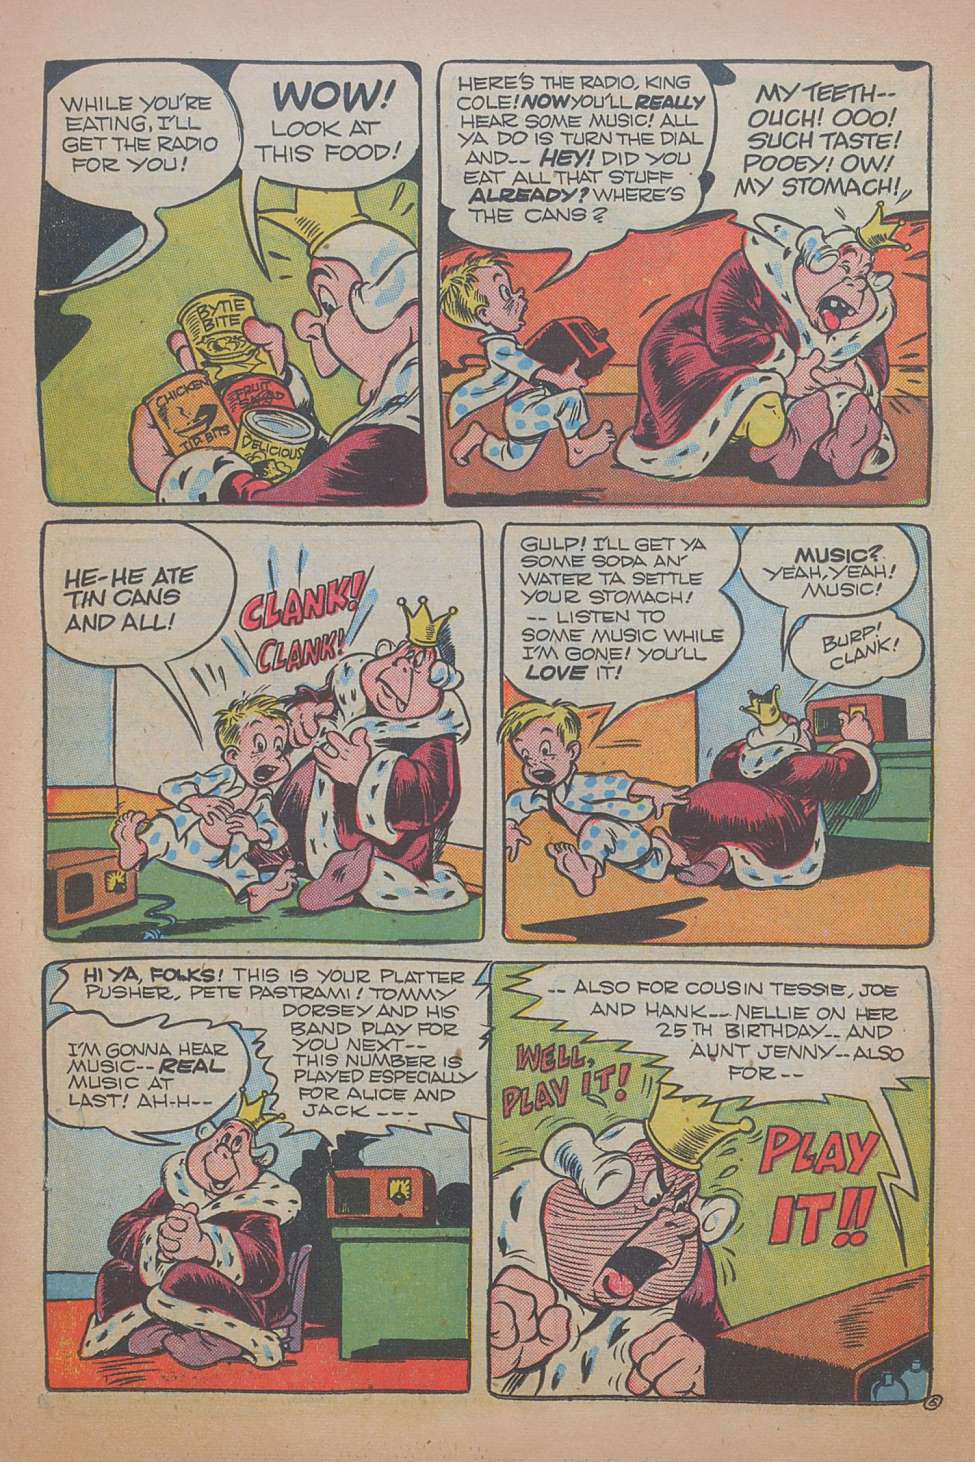 WHILE YOU'RE
EATING, I'LL
GET THE RADIO
FOR YOU!
WOW!
LOOK AT
THIS FOOD!
BYTIE
BITE
CHICKEN
TID BITS
FRUIT
SALAD
DELICIOUS
HERE'S THE RADIO, KING
COLE! NOW YOU'LL REALLY
HEAR SOME MUSIC! ALL
YA DO IS TURN THE DIAL
AND-- HEY! DID YOU
EAT ALL THAT STUFF
ALREADY? WHERE'S
THE CANS?
MY TEETH--
OUCH! OOO!
SUCH TASTE!
POOEY! OW!
MY STOMACH!
HE-HE ATE
TIN CANS
AND ALL!
CLANK!
CLANK!
GULP! I'LL GET YA
SOME SODA AN'
WATER TA SETTLE
YOUR STOMACH!
-- LISTEN TO
SOME MUSIC WHILE
I'M GONE! YOU'LL
LOVE IT!
MUSIC?
YEAH, YEAH!
MUSIC!
BURP!
CLANK!
HI YA, FOLKS! THIS IS YOUR PLATTER
PUSHER, PETE PASTRAMI! TOMMY
DORSEY AND HIS
BAND PLAY FOR
YOU NEXT--
THIS NUMBER IS
PLAYED ESPECIALLY
FOR ALICE AND
JACK ---
I'M GONNA HEAR
MUSIC-- REAL
MUSIC AT
LAST! AH-H--
-- ALSO FOR COUSIN TESSIE, JOE
AND HANK-- NELLIE ON HER
25TH BIRTHDAY-- AND
AUNT JENNY--ALSO
FOR--
WELL,
PLAY IT!
PLAY
IT!!
6